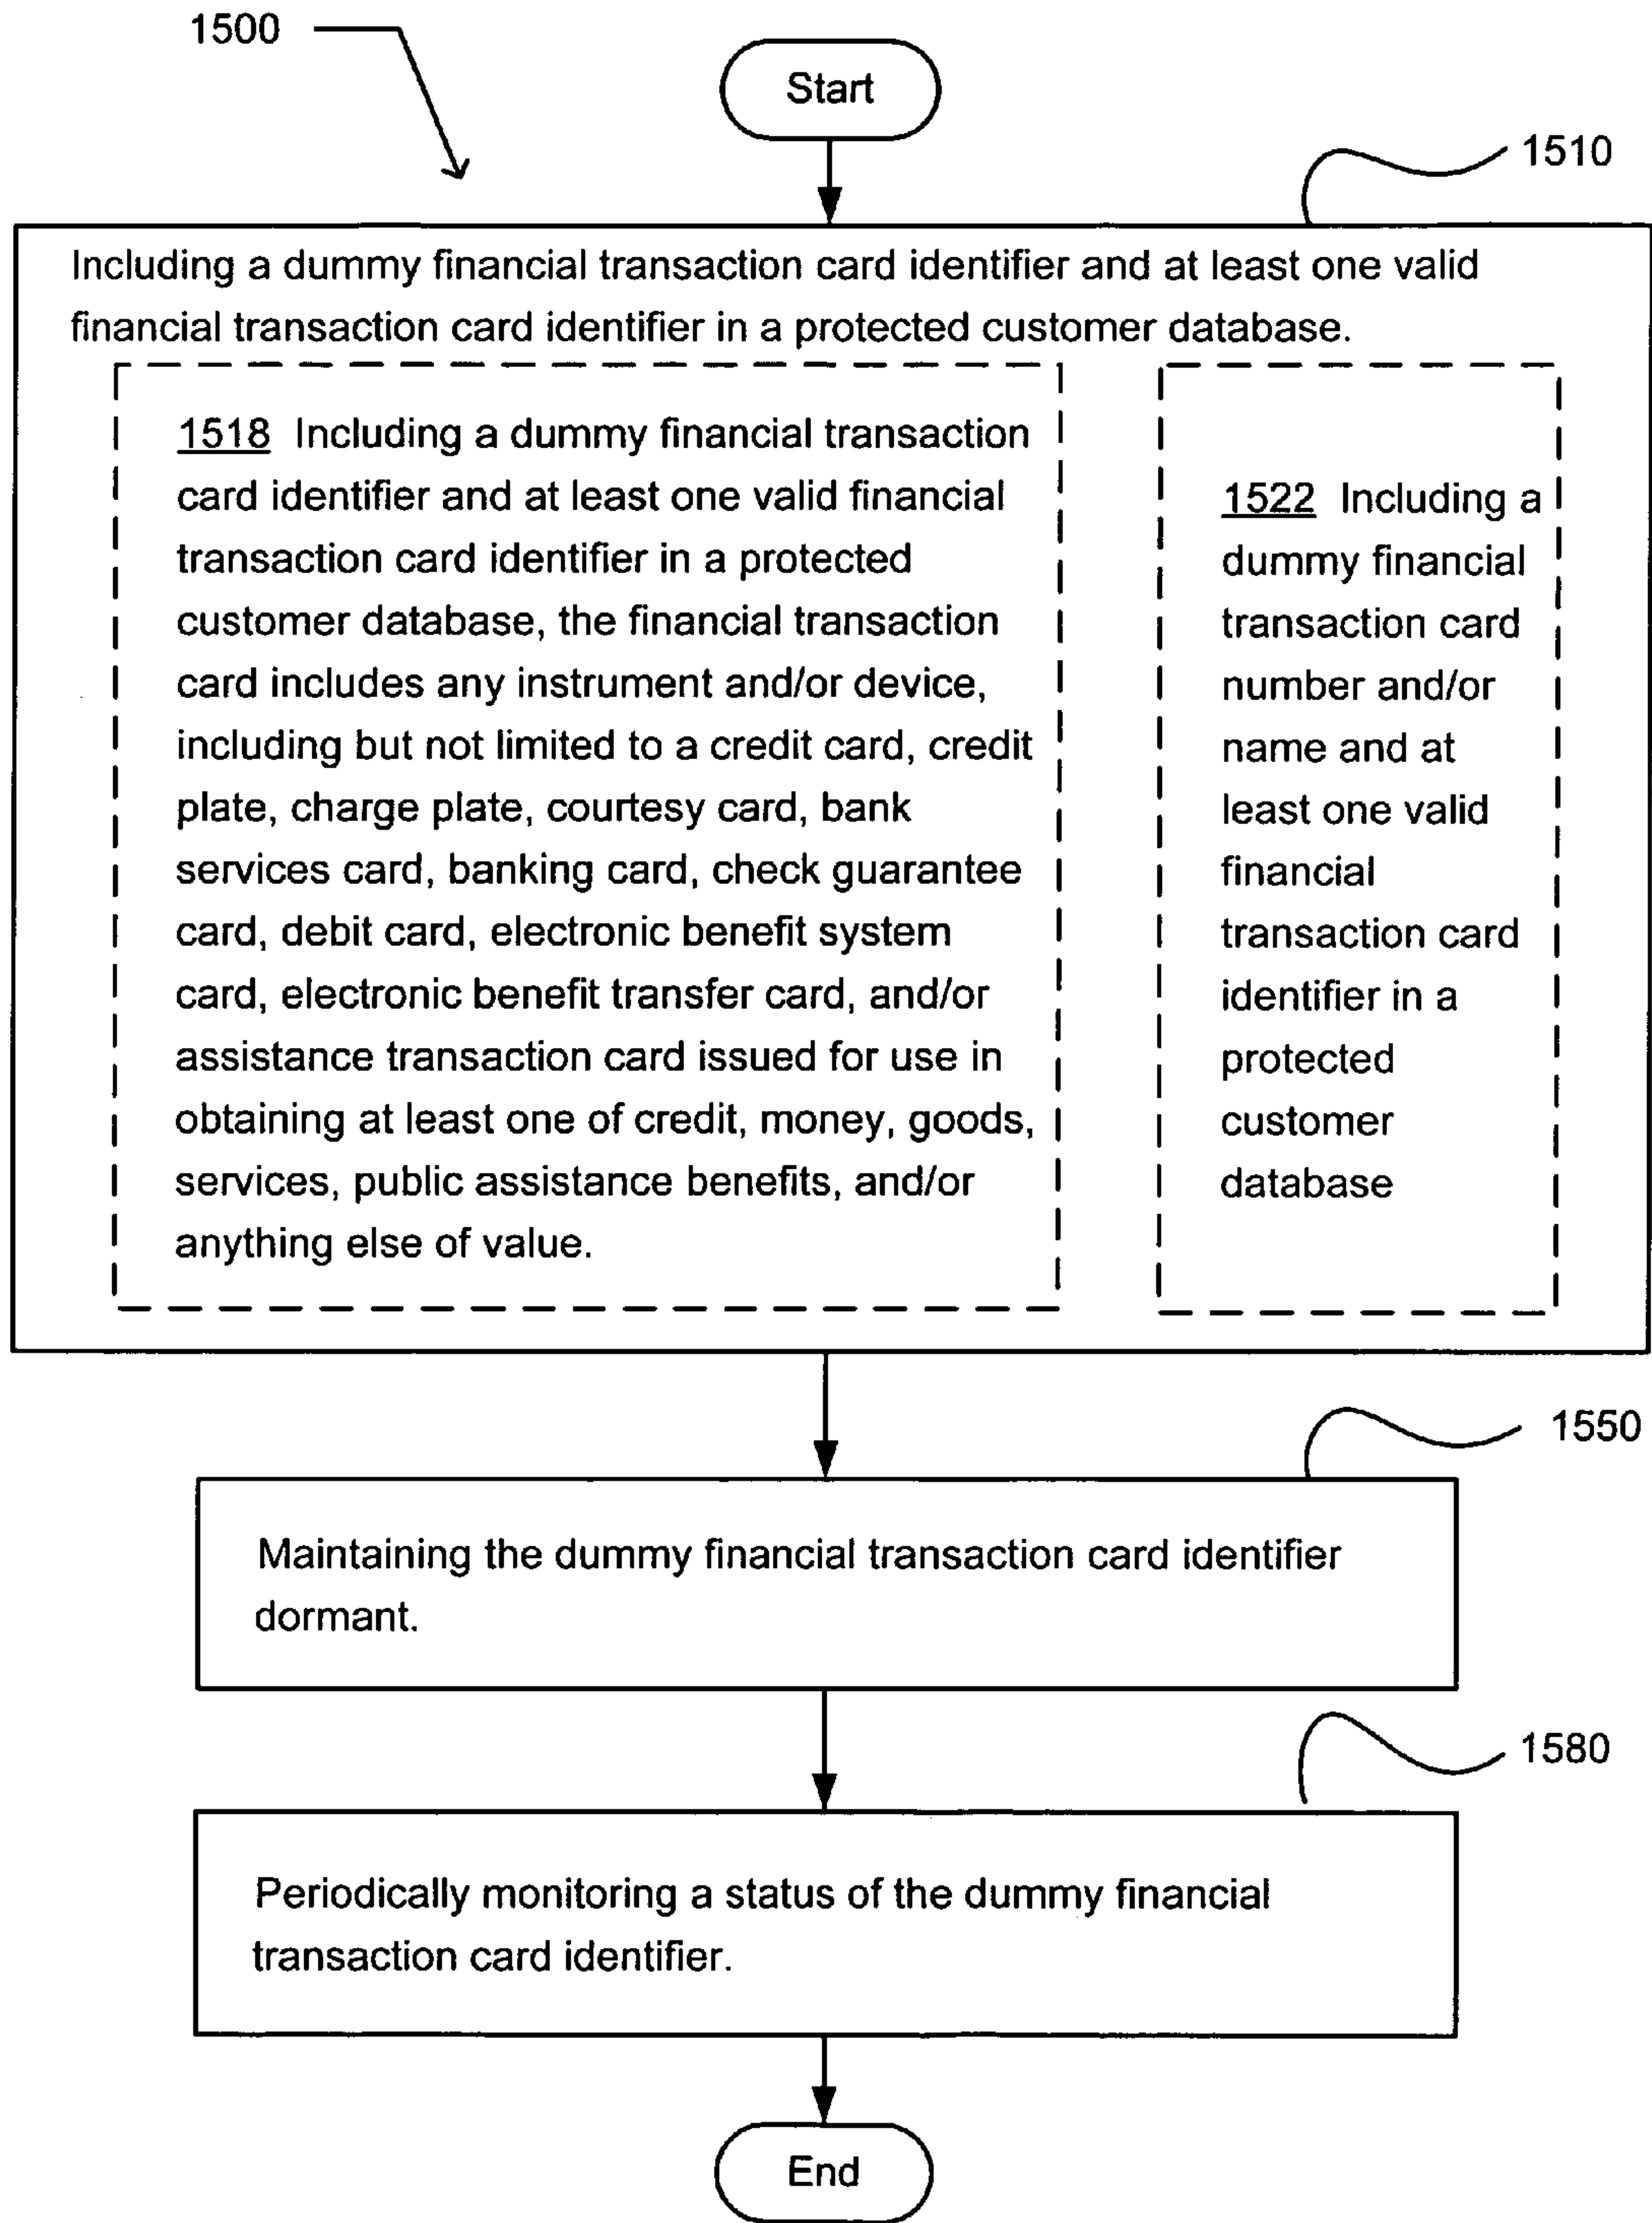 1500
Start
1510
Including a dummy financial transaction card identifier and at least one valid
financial transaction card identifier in a protected customer database.
1518 Including a dummy financial transaction
card identifier and at least one valid financial
transaction card identifier in a protected
customer database, the financial transaction
card includes any instrument and/or device,
including but not limited to a credit card, credit
plate, charge plate, courtesy card, bank
services card, banking card, check guarantee
card, debit card, electronic benefit system
card, electronic benefit transfer card, and/or
assistance transaction card issued for use in
obtaining at least one of credit, money, goods,
services, public assistance benefits, and/or
anything else of value.
1522 Including a
dummy financial
transaction card
number and/or
name and at
least one valid
financial
transaction card
identifier in a
protected
customer
database
1550
Maintaining the dummy financial transaction card identifier
dormant.
1580
Periodically monitoring a status of the dummy financial
transaction card identifier.
End